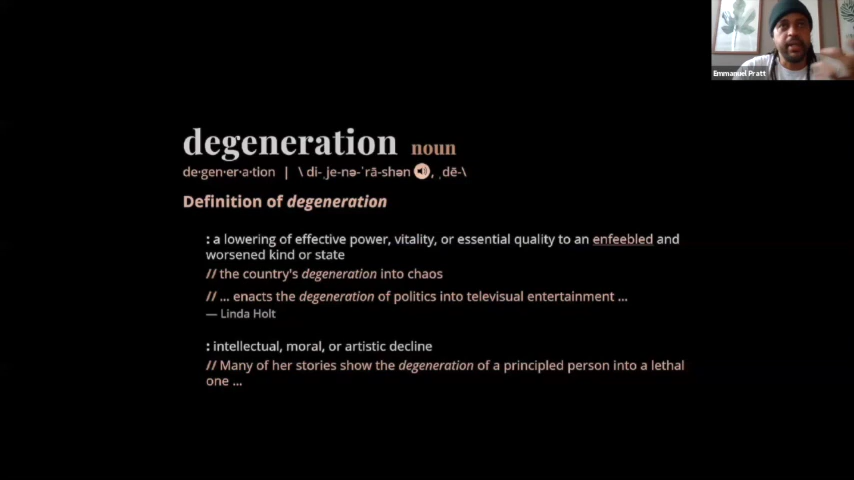 Emmanuel Pratt
degeneration noun
de·gen·er·a·tion | \ di-ˌje-nə-ˈrā-shən , ˌdē-\
Definition of degeneration
: a lowering of effective power, vitality, or essential quality to an enfeebled and
worsened kind or state
// the country's degeneration into chaos
// ... enacts the degeneration of politics into televisual entertainment ...
— Linda Holt
: intellectual, moral, or artistic decline
// Many of her stories show the degeneration of a principled person into a lethal
one ...